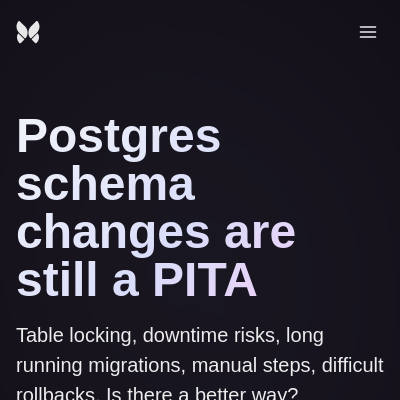 Postgres
schema
changes are
still a PITA
Table locking, downtime risks, long
running migrations, manual steps, difficult
rollbacks. Is there a better way?